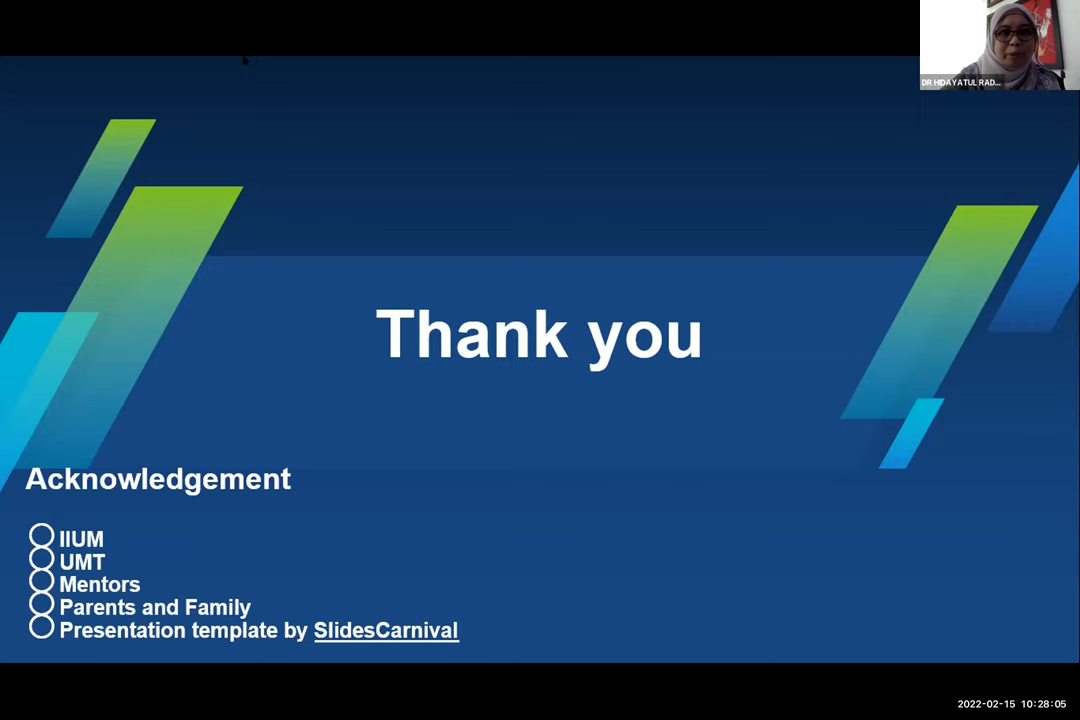 DR HIDAYATUL RAD...
Thank you
Acknowledgement
IIUM
UMT
Mentors
Parents and Family
Presentation template by SlidesCarnival
2022-02-15 10:28:05